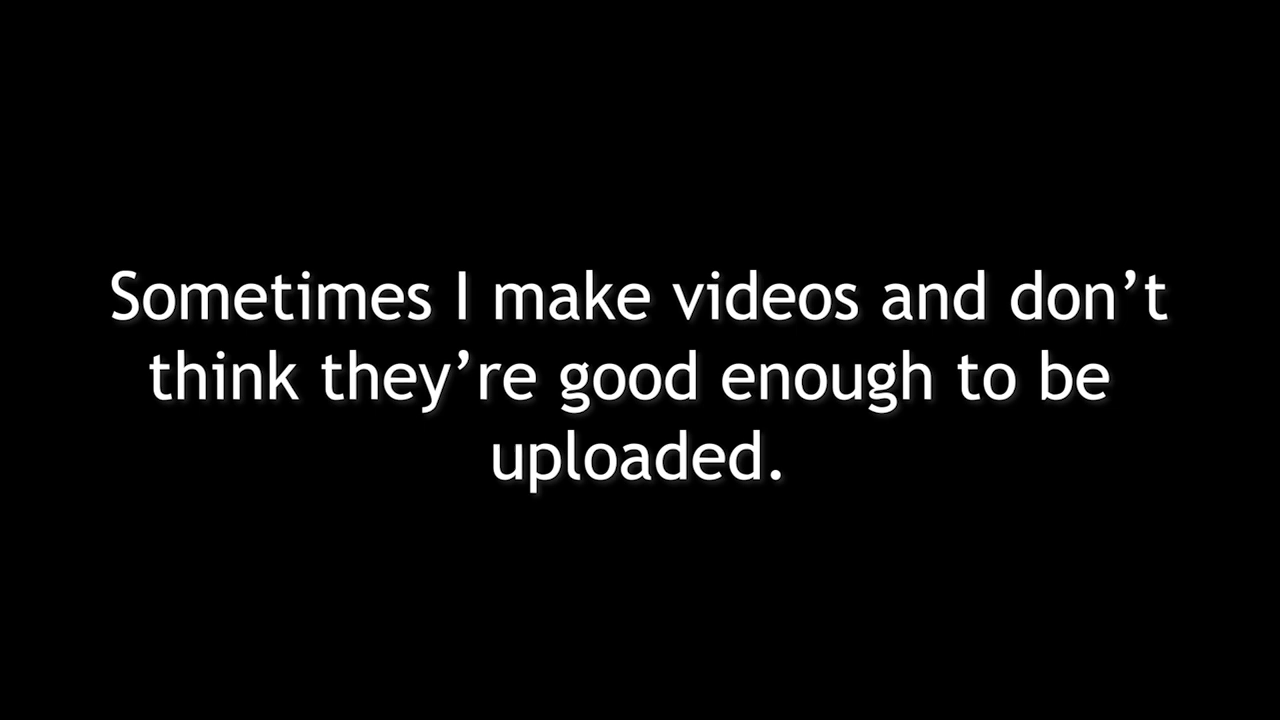 Sometimes I make videos and don’t
think they’re good enough to be
uploaded.